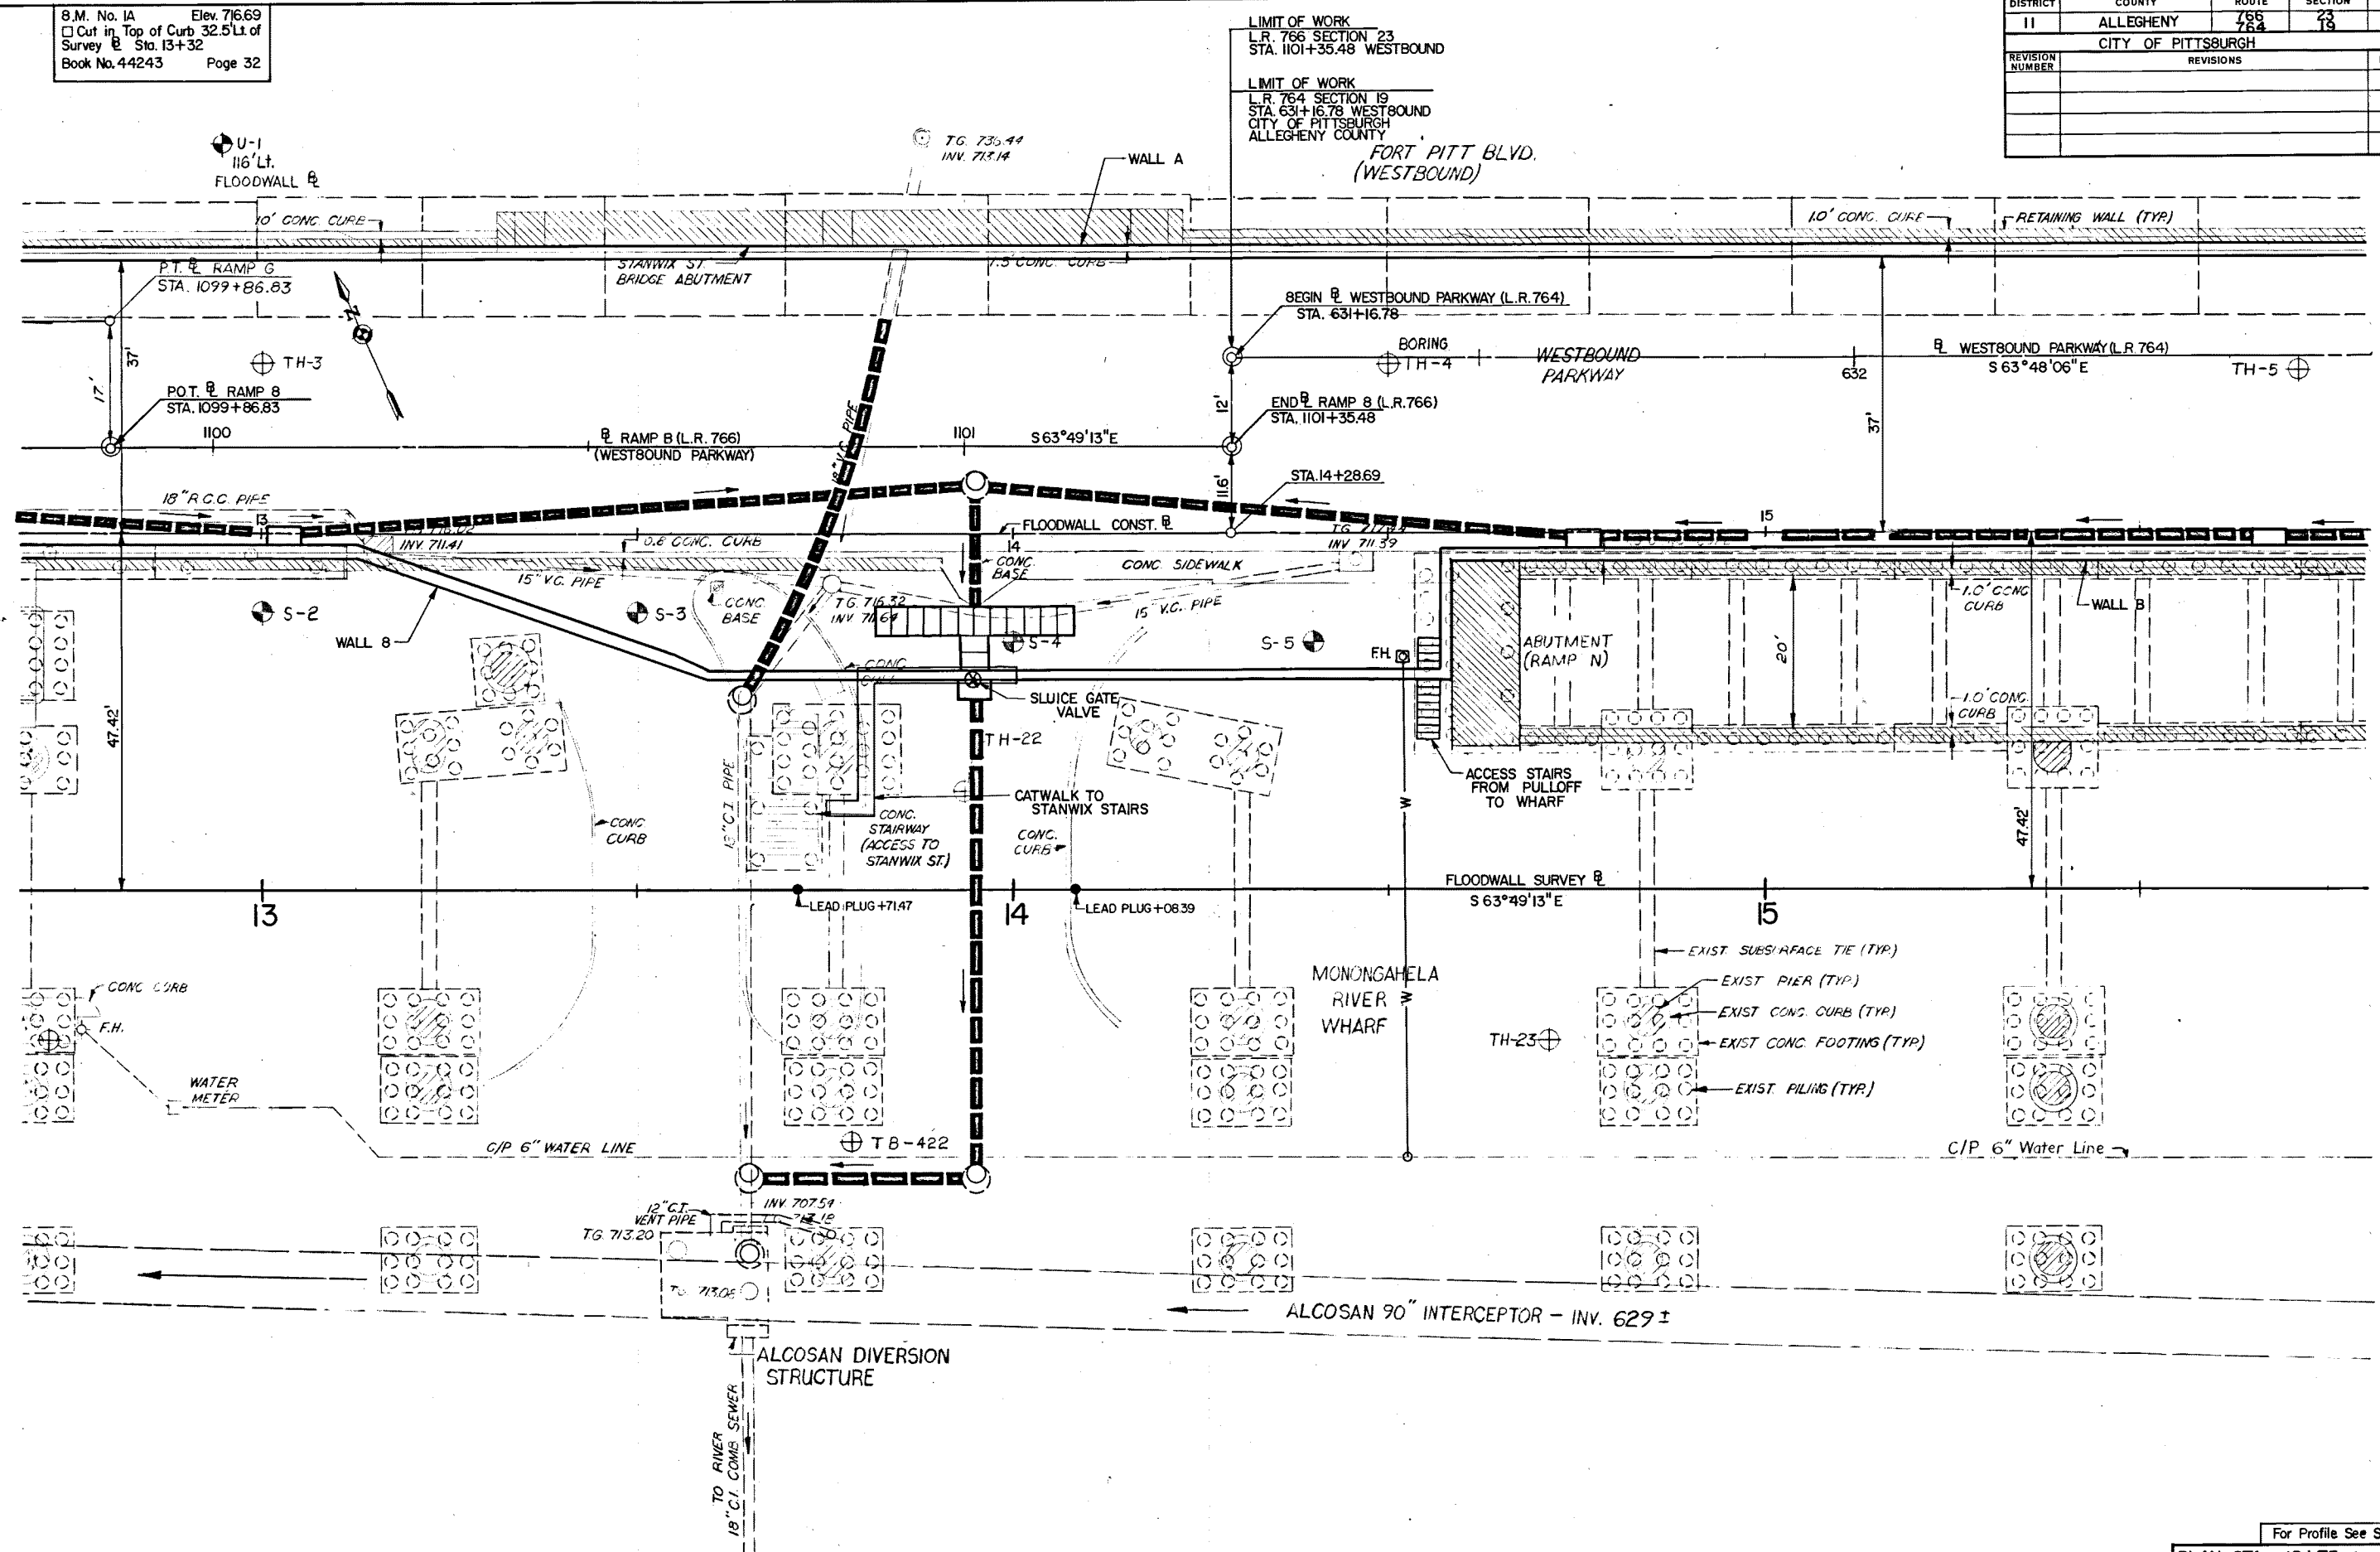 B.M. No. 1A Elev. 716.69
□ Cut in Top of Curb 32.5' Lt. of
Survey ℄ Sta. 13+32
Book No. 44243 Page 32
LIMIT OF WORK
L.R. 766 SECTION 23
STA. 1101+35.48 WESTBOUND
LIMIT OF WORK
L.R. 764 SECTION 19
STA. 631+16.78 WESTBOUND
CITY OF PITTSBURGH
ALLEGHENY COUNTY
DISTRICT COUNTY ROUTE SECTION
11 ALLEGHENY 766 23
764 19
CITY OF PITTSBURGH
REVISION NUMBER REVISIONS
U-1
116' Lt.
FLOODWALL ℄
T.G. 735.44
INV. 713.14
WALL A
FORT PITT BLVD.
(WESTBOUND)
1.0' CONC. CURB
RETAINING WALL (TYP.)
P.T. ℄ RAMP G
STA. 1099+86.83
STANWIX ST.
BRIDGE ABUTMENT
1.5' CONC. CURB
N
BEGIN ℄ WESTBOUND PARKWAY (L.R. 764)
STA. 631+16.78
37'
17'
TH-3
BORING
TH-4
WESTBOUND
PARKWAY
632
℄ WESTBOUND PARKWAY (L.R. 764)
S 63°48'06" E
TH-5
P.O.T. ℄ RAMP B
STA. 1099+86.83
12'
END ℄ RAMP B (L.R. 766)
STA. 1101+35.48
37'
1100
℄ RAMP B (L.R. 766)
(WESTBOUND PARKWAY)
1101
S 63°49'13" E
18" V.C. PIPE
11.6'
STA. 14+28.69
18" R.C.C. PIPE
13
INV. 711.41
0.8' CONC. CURB
FLOODWALL CONST. ℄
14
INV. 711.39
15
15" V.C. PIPE
CONC.
BASE
CONC. SIDEWALK
S-2
S-3
CONC.
BASE
T.G. 716.32
INV. 711.64
15" V.C. PIPE
1.0' CONC.
CURB
WALL B
WALL B
S-4
S-5
F.H.
ABUTMENT
(RAMP N)
20'
CONC.
SLUICE GATE
VALVE
1.0' CONC.
CURB
47.42'
TH-22
CATWALK TO
STANWIX STAIRS
ACCESS STAIRS
FROM PULLOFF
TO WHARF
W
18" C.I. PIPE
CONC.
CURB
CONC.
STAIRWAY
(ACCESS TO
STANWIX ST.)
CONC.
CURB
47.42'
FLOODWALL SURVEY ℄
S 63°49'13" E
13
LEAD PLUG +71.47
14
LEAD PLUG +08.39
15
EXIST. SUBSURFACE TIE (TYP.)
MONONGAHELA
RIVER
WHARF
W
EXIST. PIER (TYP.)
EXIST. CONC. CURB (TYP.)
EXIST. CONC. FOOTING (TYP.)
EXIST. PILING (TYP.)
TH-23
CONC. CURB
F.H.
WATER
METER
C/P 6" WATER LINE
TB-422
C/P 6" Water Line
12" C.I.
VENT PIPE
INV. 707.54
T.G. 713.20
T.G. 713.06
ALCOSAN 90" INTERCEPTOR - INV. 629±
ALCOSAN DIVERSION
STRUCTURE
TO RIVER
18" C.I. COMB. SEWER
For Profile See